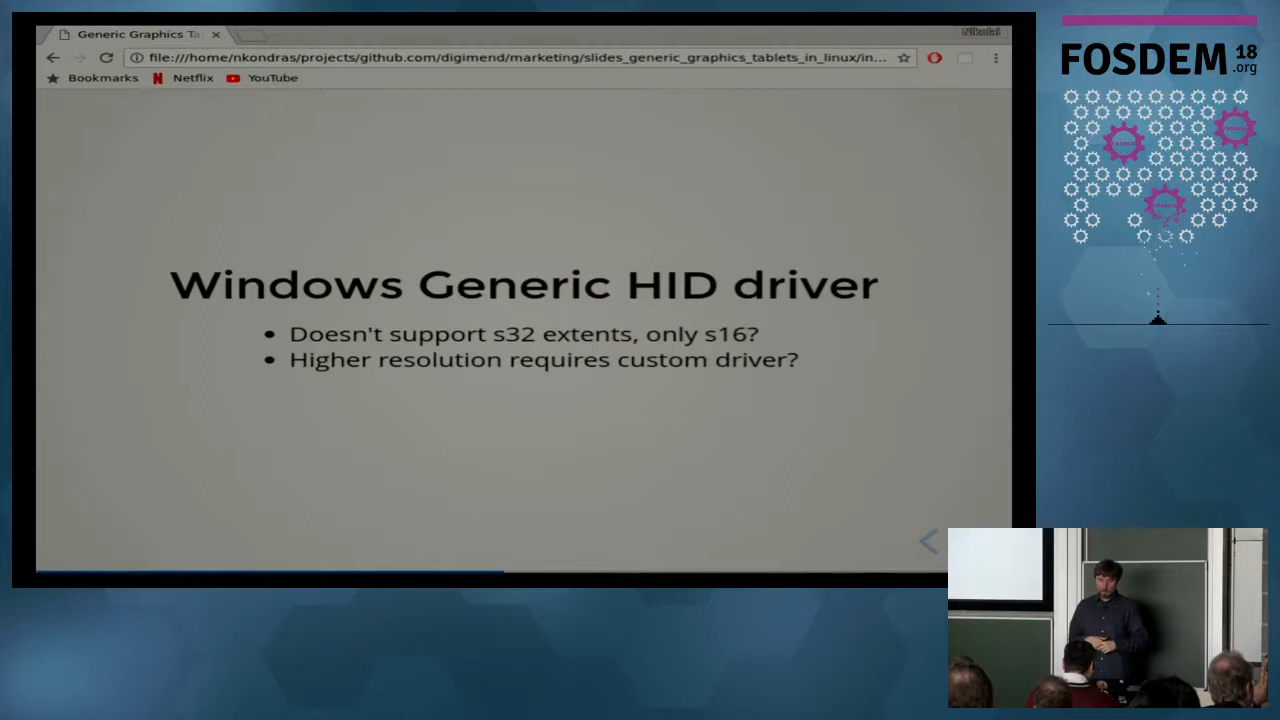 Generic Graphics Ta
Nikolai
file:///home/nkondras/projects/github.com/digimend/marketing/slides_generic_graphics_tablets_in_linux/in...
Bookmarks Netflix YouTube
Windows Generic HID driver
Doesn't support s32 extents, only s16?
Higher resolution requires custom driver?
FOSDEM 18
.org